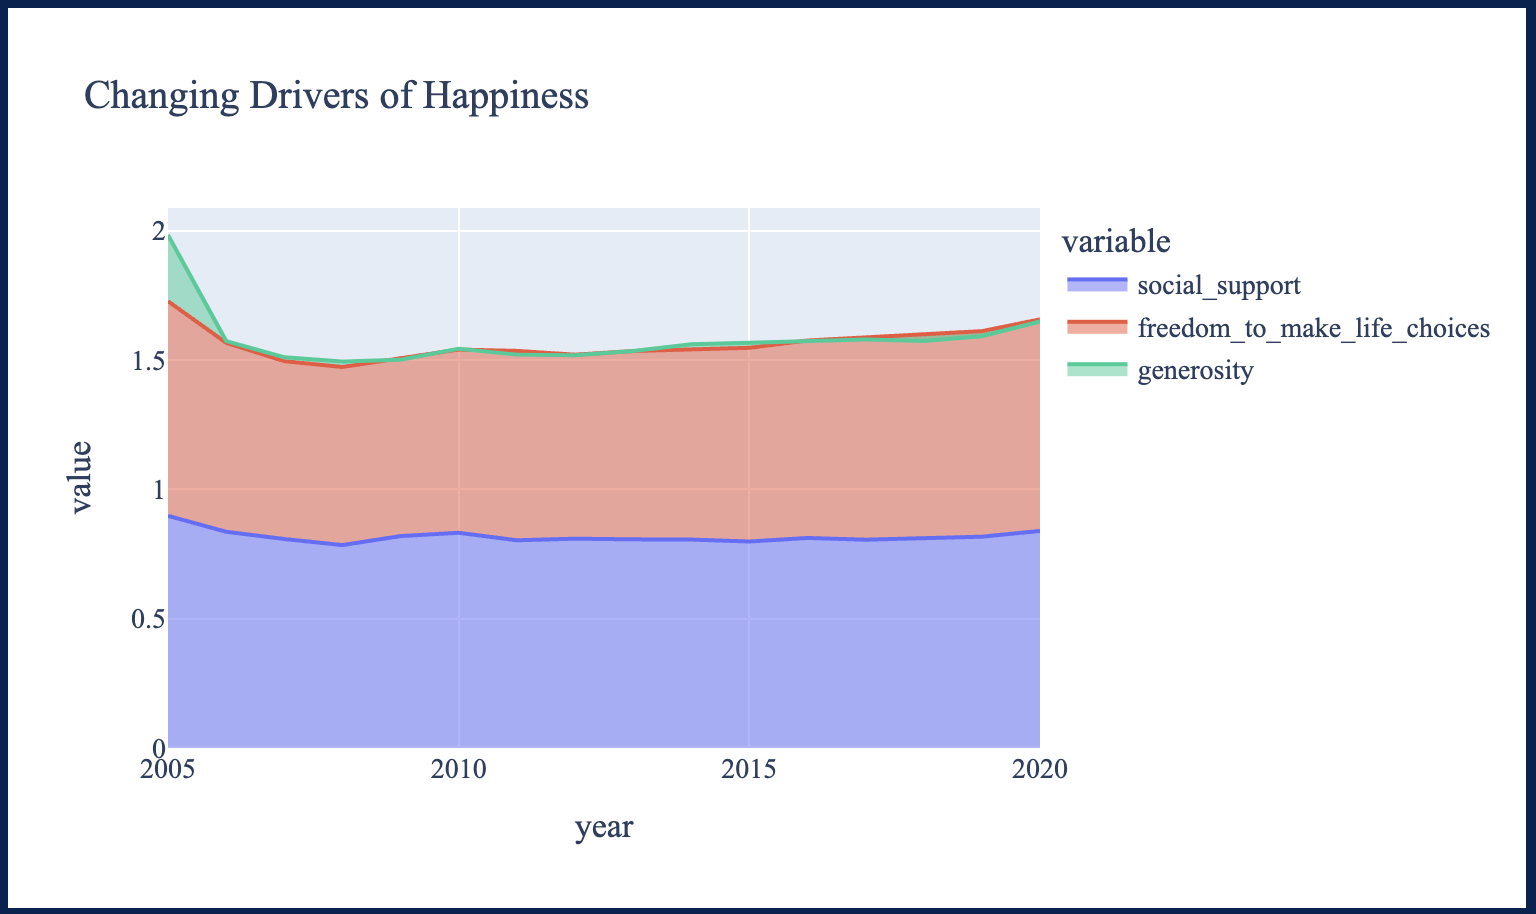 Changing Drivers of Happiness
2
1.5
1
0.5
0
value
2005
2010
2015
2020
year
variable
social_support
freedom_to_make_life_choices
generosity